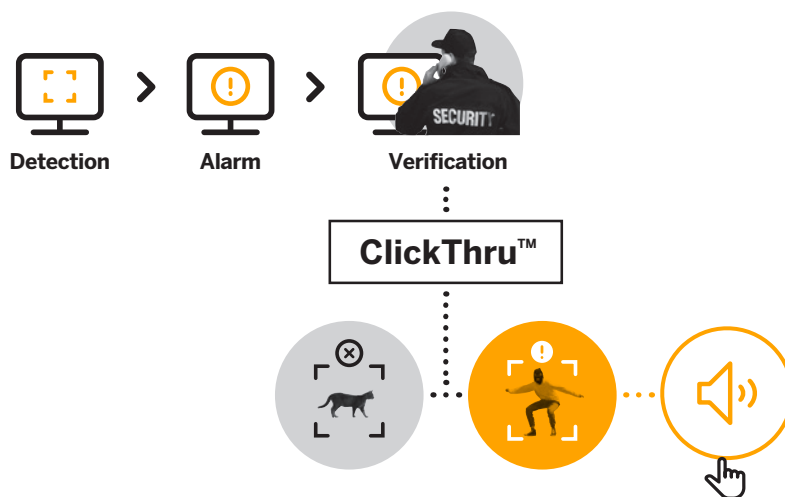 Detection
Alarm
SECURITY
Verification
ClickThru™